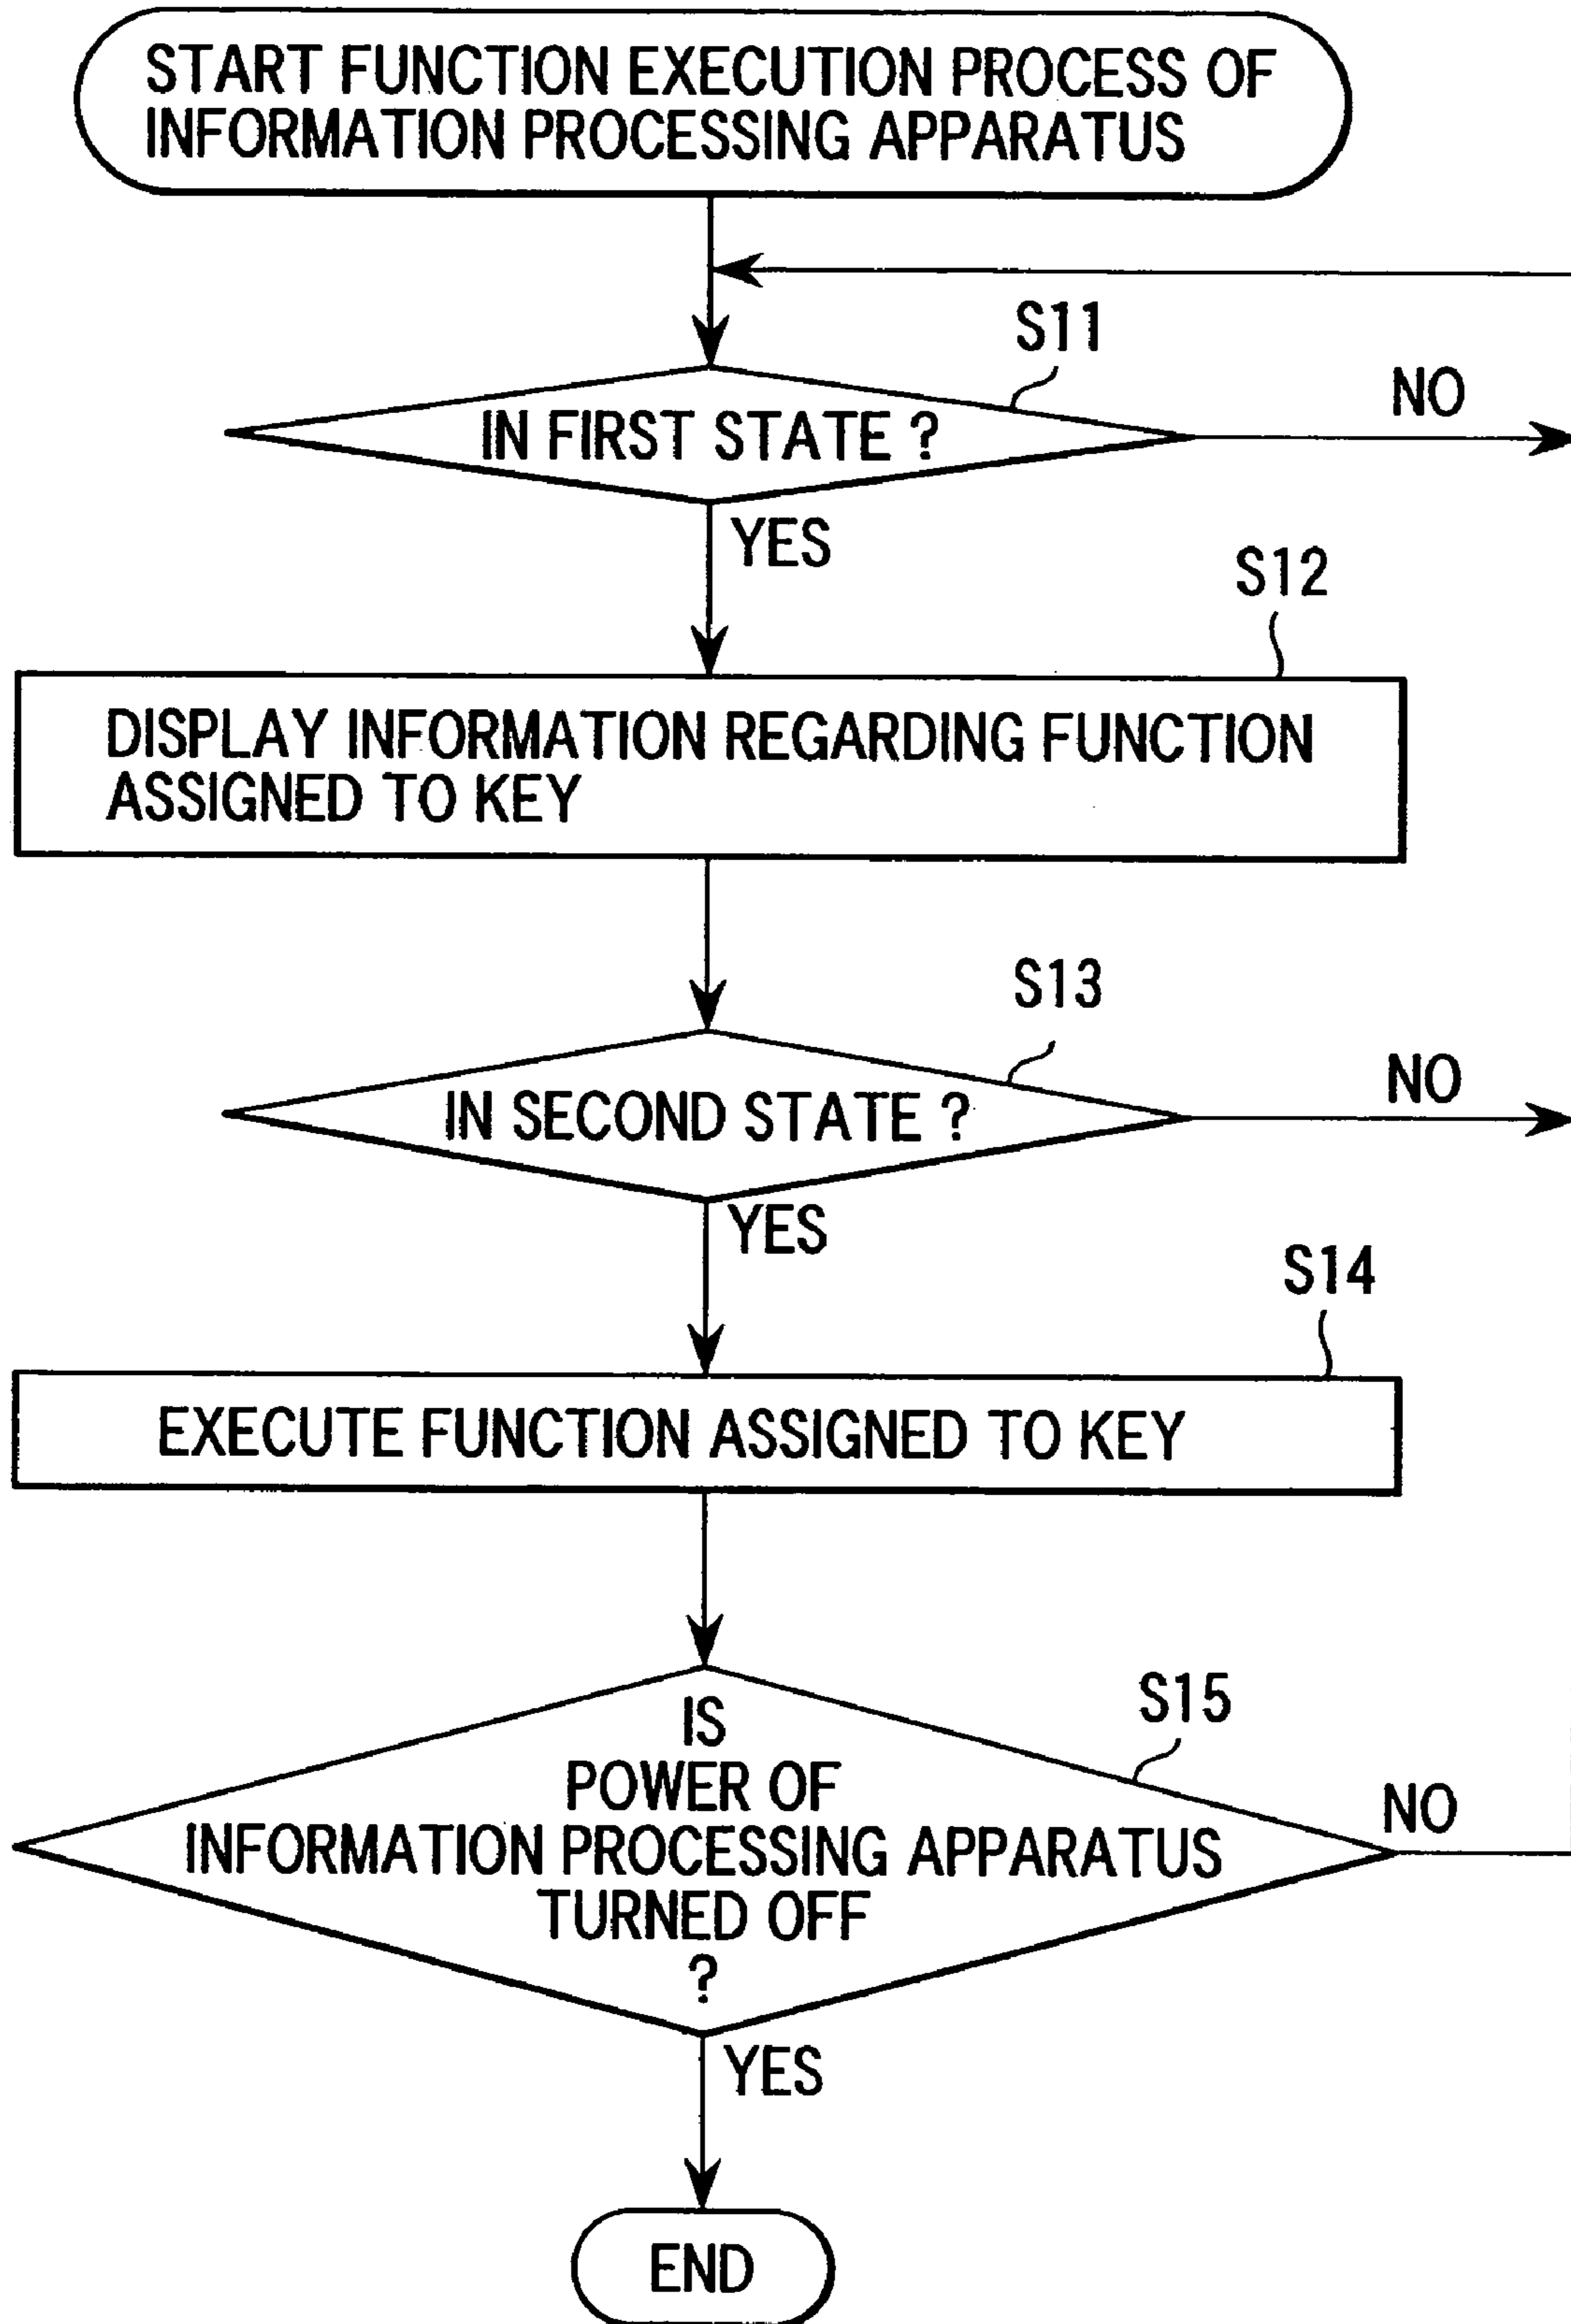 START FUNCTION EXECUTION PROCESS OF
INFORMATION PROCESSING APPARATUS
S11
IN FIRST STATE ?
NO
YES
S12
DISPLAY INFORMATION REGARDING FUNCTION
ASSIGNED TO KEY
S13
IN SECOND STATE ?
NO
YES
S14
EXECUTE FUNCTION ASSIGNED TO KEY
S15
IS
POWER OF
INFORMATION PROCESSING APPARATUS
TURNED OFF
?
NO
YES
END